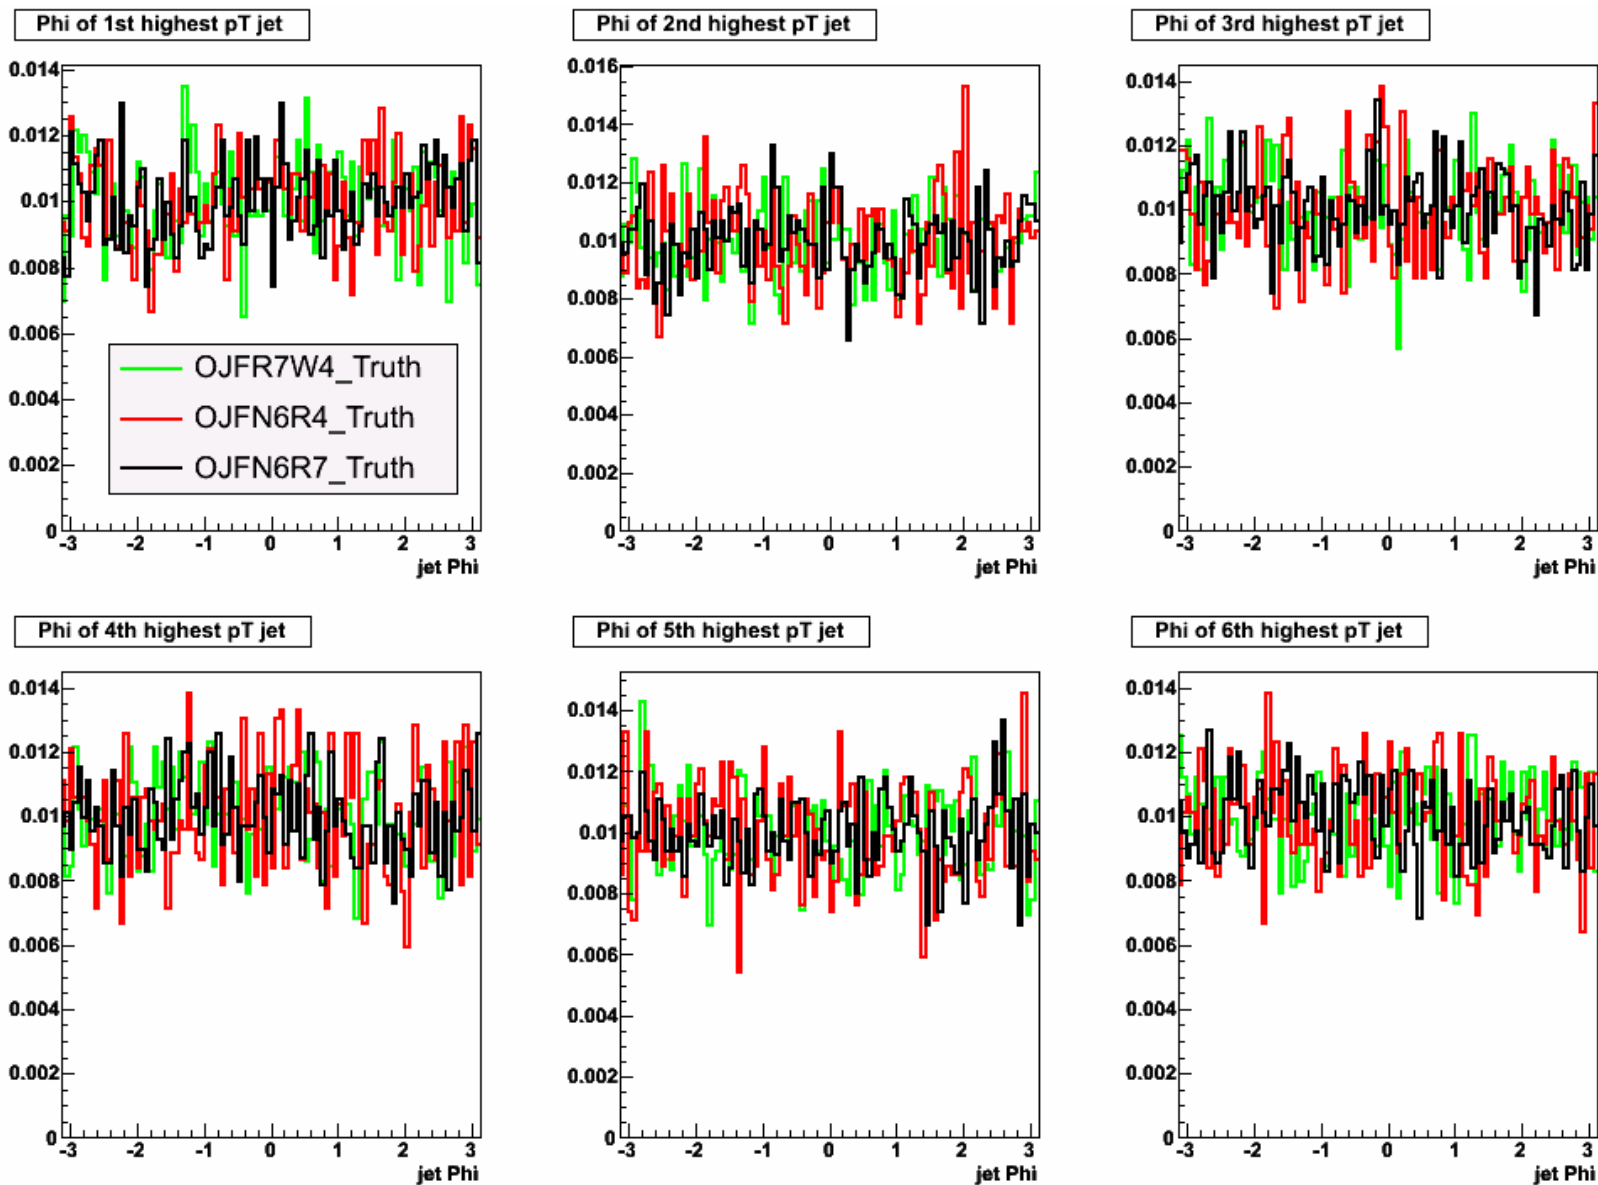 Phi of 1st highest pT jet
0.014
0.012
0.01
0.008
0.006
0.004
0.002
0
-3 -2 -1 0 1 2 3
jet Phi
OJFR7W4_Truth
OJFN6R4_Truth
OJFN6R7_Truth
Phi of 2nd highest pT jet
0.016
0.014
0.012
0.01
0.008
0.006
0.004
0.002
0
-3 -2 -1 0 1 2 3
jet Phi
Phi of 3rd highest pT jet
0.014
0.012
0.01
0.008
0.006
0.004
0.002
0
-3 -2 -1 0 1 2 3
jet Phi
Phi of 4th highest pT jet
0.014
0.012
0.01
0.008
0.006
0.004
0.002
0
-3 -2 -1 0 1 2 3
jet Phi
Phi of 5th highest pT jet
0.014
0.012
0.01
0.008
0.006
0.004
0.002
0
-3 -2 -1 0 1 2 3
jet Phi
Phi of 6th highest pT jet
0.014
0.012
0.01
0.008
0.006
0.004
0.002
0
-3 -2 -1 0 1 2 3
jet Phi